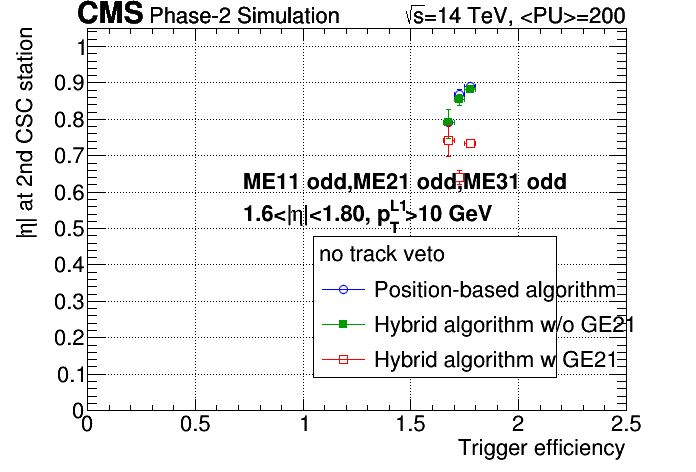 CMS Phase-2 Simulation √s=14 TeV, <PU>=200
|η| at 2nd CSC station
1
0.9
0.8
0.7
0.6
0.5
0.4
0.3
0.2
0.1
0
ME11 odd,ME21 odd,ME31 odd
1.6<|η|<1.80, p_T^L1>10 GeV
no track veto
Position-based algorithm
Hybrid algorithm w/o GE21
Hybrid algorithm w GE21
0 0.5 1 1.5 2 2.5
Trigger efficiency